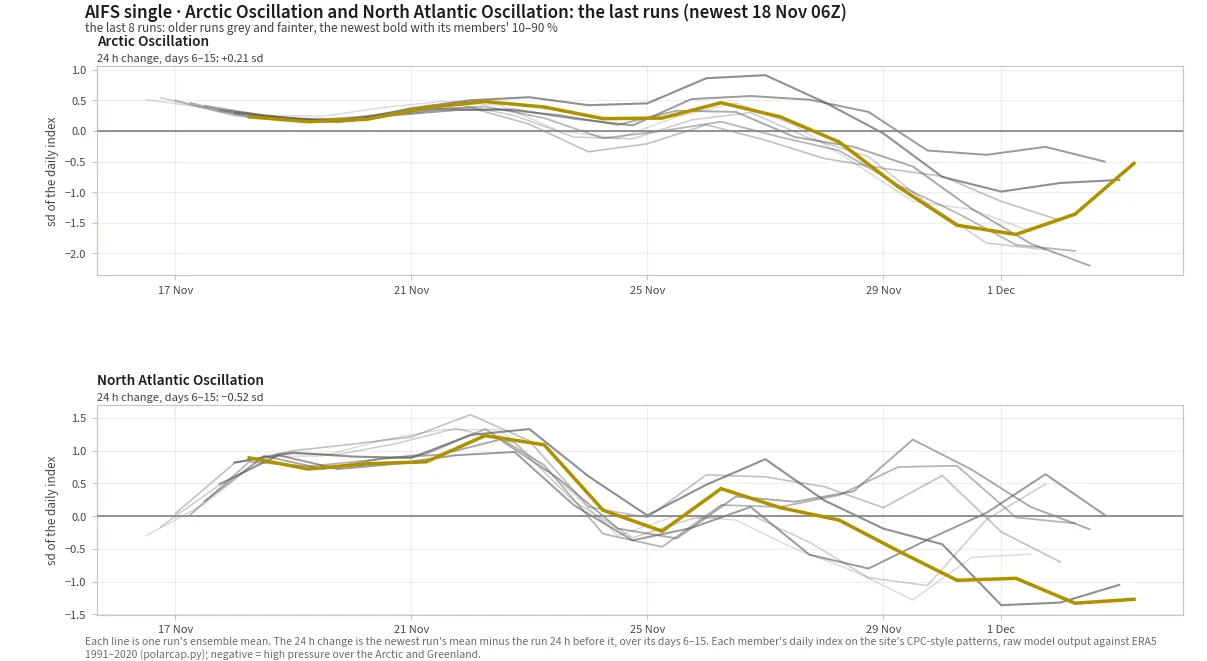 AIFS single · Arctic Oscillation and North Atlantic Oscillation: the last runs (newest 18 Nov 06Z)
the last 8 runs: older runs grey and fainter, the newest bold with its members' 10–90 %
Arctic Oscillation
24 h change, days 6–15: +0.21 sd
sd of the daily index
1.0
0.5
0.0
−0.5
−1.0
−1.5
−2.0
17 Nov
21 Nov
25 Nov
29 Nov
1 Dec
North Atlantic Oscillation
24 h change, days 6–15: −0.52 sd
sd of the daily index
1.5
1.0
0.5
0.0
−0.5
−1.0
−1.5
17 Nov
21 Nov
25 Nov
29 Nov
1 Dec
Each line is one run's ensemble mean. The 24 h change is the newest run's mean minus the run 24 h before it, over its days 6–15. Each member's daily index on the site's CPC-style patterns, raw model output against ERA5
1991–2020 (polarcap.py); negative = high pressure over the Arctic and Greenland.